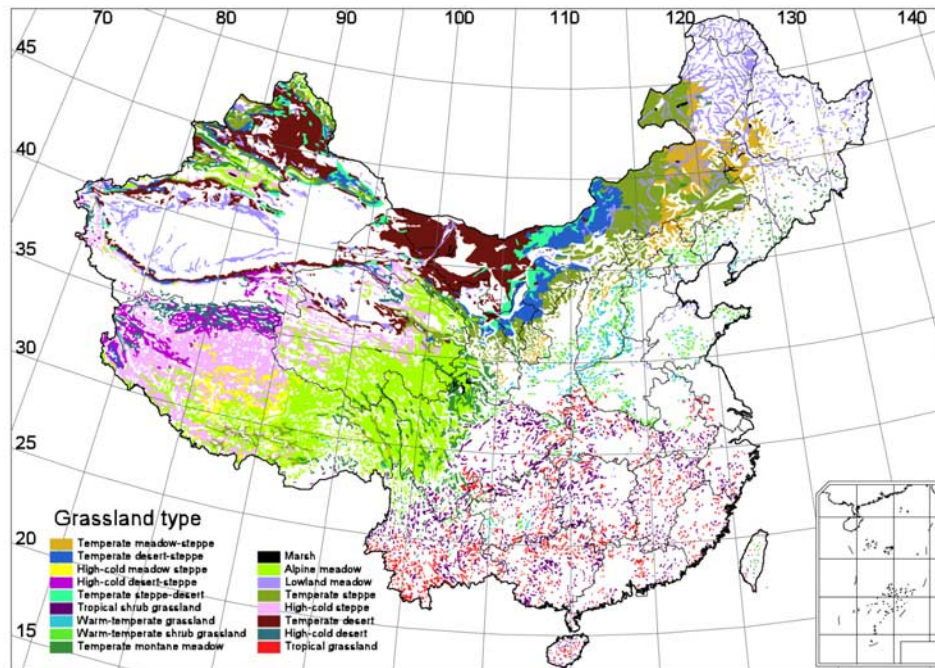 70 80 90 100 110 120 130 140
45
40
35
30
25
20
15
Grassland type
Temperate meadow-steppe
Temperate desert-steppe
High-cold meadow steppe
High-cold desert-steppe
Temperate steppe-desert
Tropical shrub grassland
Warm-temperate grassland
Warm-temperate shrub grassland
Temperate montane meadow
Marsh
Alpine meadow
Lowland meadow
Temperate steppe
High-cold steppe
Temperate desert
High-cold desert
Tropical grassland